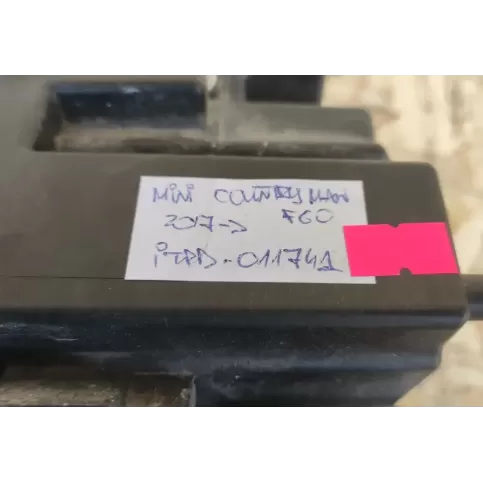 MINI COUNTRYMAN
2017-> F60
iTPD-011741